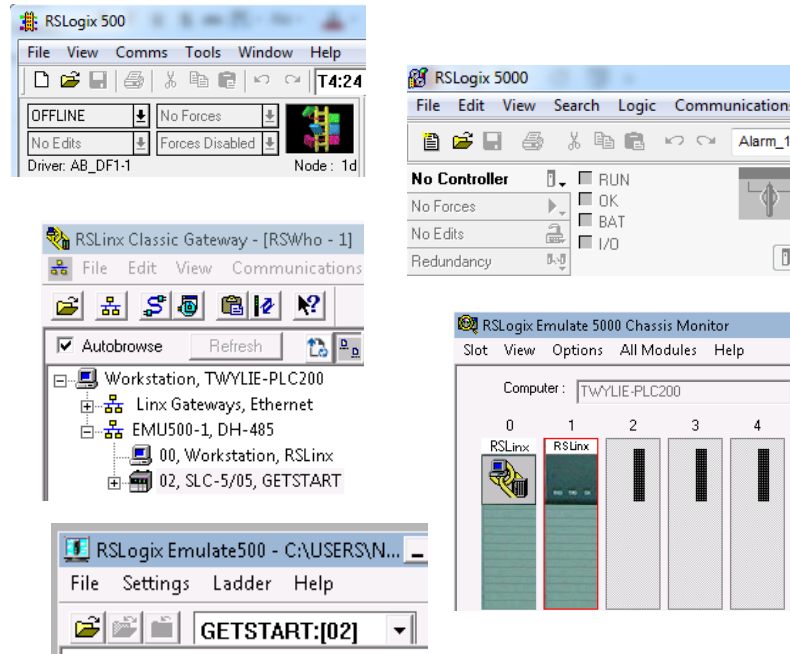 RSLogix 500
File View Comms Tools Window Help
T4:24
OFFLINE No Forces
No Edits Forces Disabled
Driver: AB_DF1-1 Node : 1d
RSLogix 5000
File Edit View Search Logic Communication
Alarm_1
No Controller RUN
No Forces OK
No Edits BAT
Redundancy I/O
RSLinx Classic Gateway - [RSWho - 1]
File Edit View Communications
Autobrowse Refresh
Workstation, TWYLIE-PLC200
Linx Gateways, Ethernet
EMU500-1, DH-485
00, Workstation, RSLinx
02, SLC-5/05, GETSTART
RSLogix Emulate 5000 Chassis Monitor
Slot View Options All Modules Help
Computer : TWYLIE-PLC200
0 1 2 3 4
RSLinx RSLinx
RSLogix Emulate500 - C:\USERS\N...
File Settings Ladder Help
GETSTART:[02]